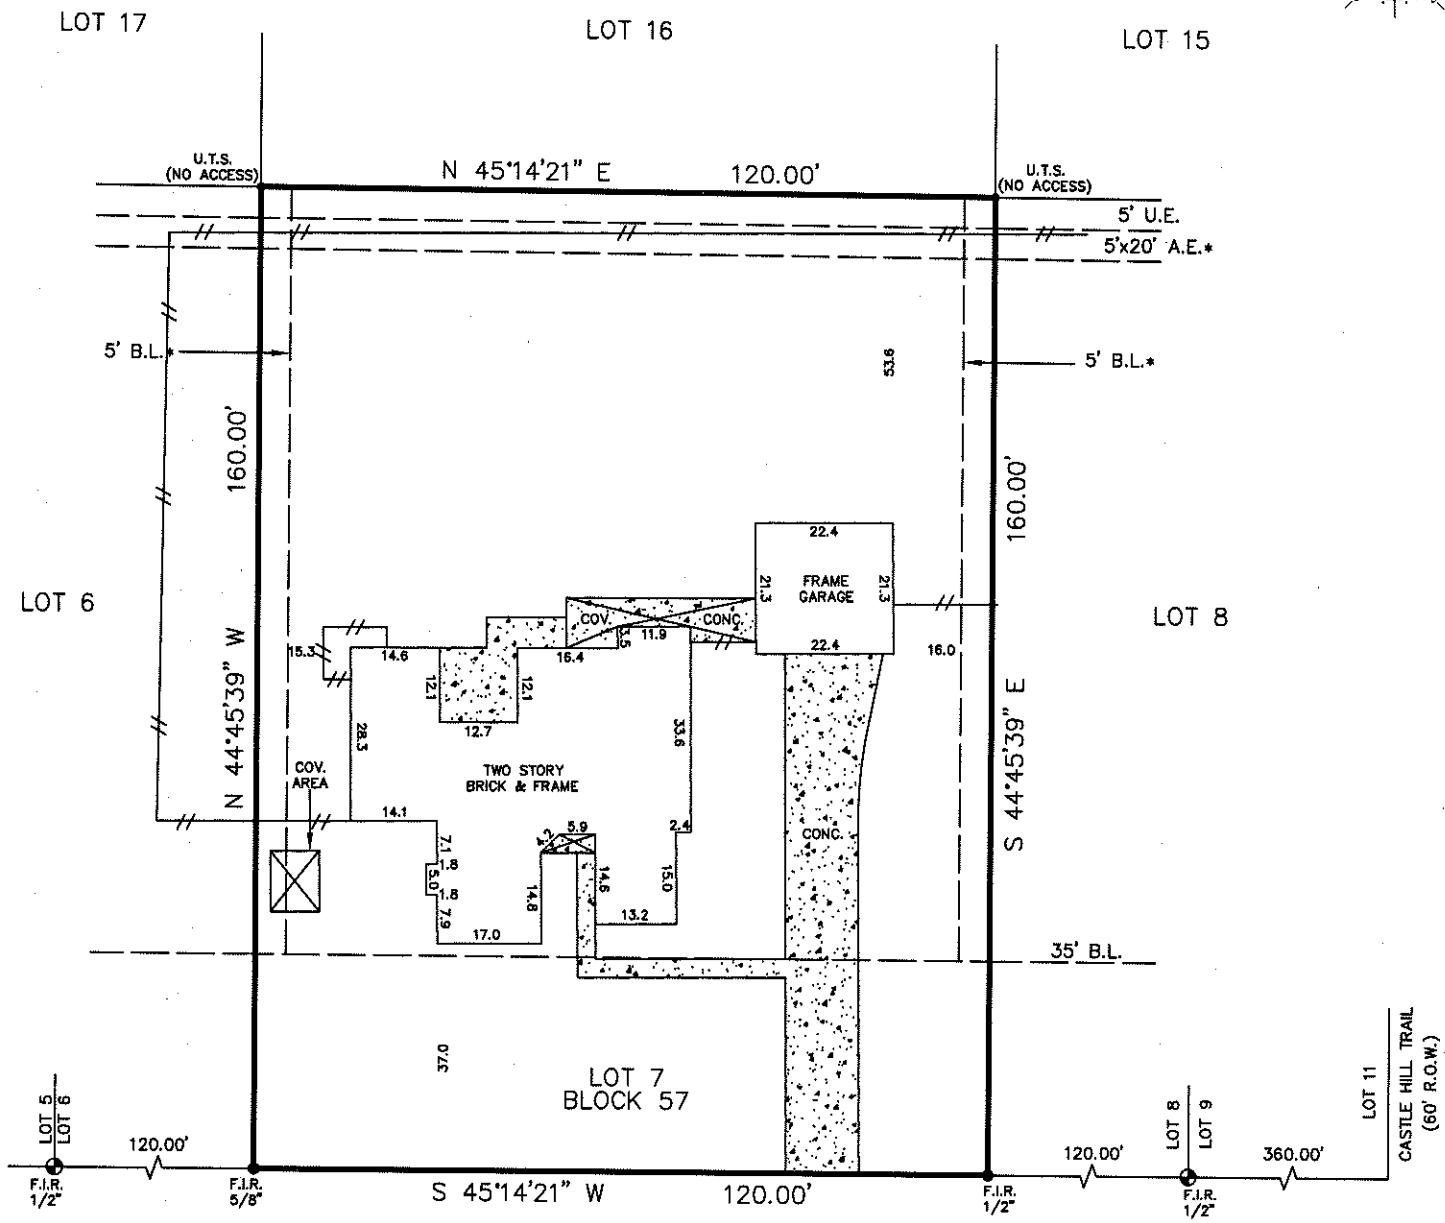 LOT 17
LOT 16
LOT 15
U.T.S.
(NO ACCESS)
N 45°14'21" E
120.00'
U.T.S.
(NO ACCESS)
5' U.E.
5'x20' A.E.*
5' B.L.*
53.6
5' B.L.*
160.00'
160.00'
22.4
21.3
FRAME
GARAGE
21.3
LOT 6
LOT 8
COV.
CONC.
11.9
3.5
15.3
14.6
16.4
22.4
16.0
12.1
12.1
12.7
28.3
33.6
N 44°45'39" W
S 44°45'39" E
COV.
AREA
TWO STORY
BRICK & FRAME
14.1
5.9
4.2
2.4
CONC.
7.1
1.8
5.0
1.8
7.9
14.8
14.6
15.0
13.2
17.0
35' B.L.
37.0
LOT 7
BLOCK 57
LOT 5
LOT 6
120.00'
LOT 8
LOT 9
120.00'
360.00'
LOT 11
CASTLE HILL TRAIL
(60' R.O.W.)
F.I.R.
1/2"
F.I.R.
5/8"
S 45°14'21" W
120.00'
F.I.R.
1/2"
F.I.R.
1/2"